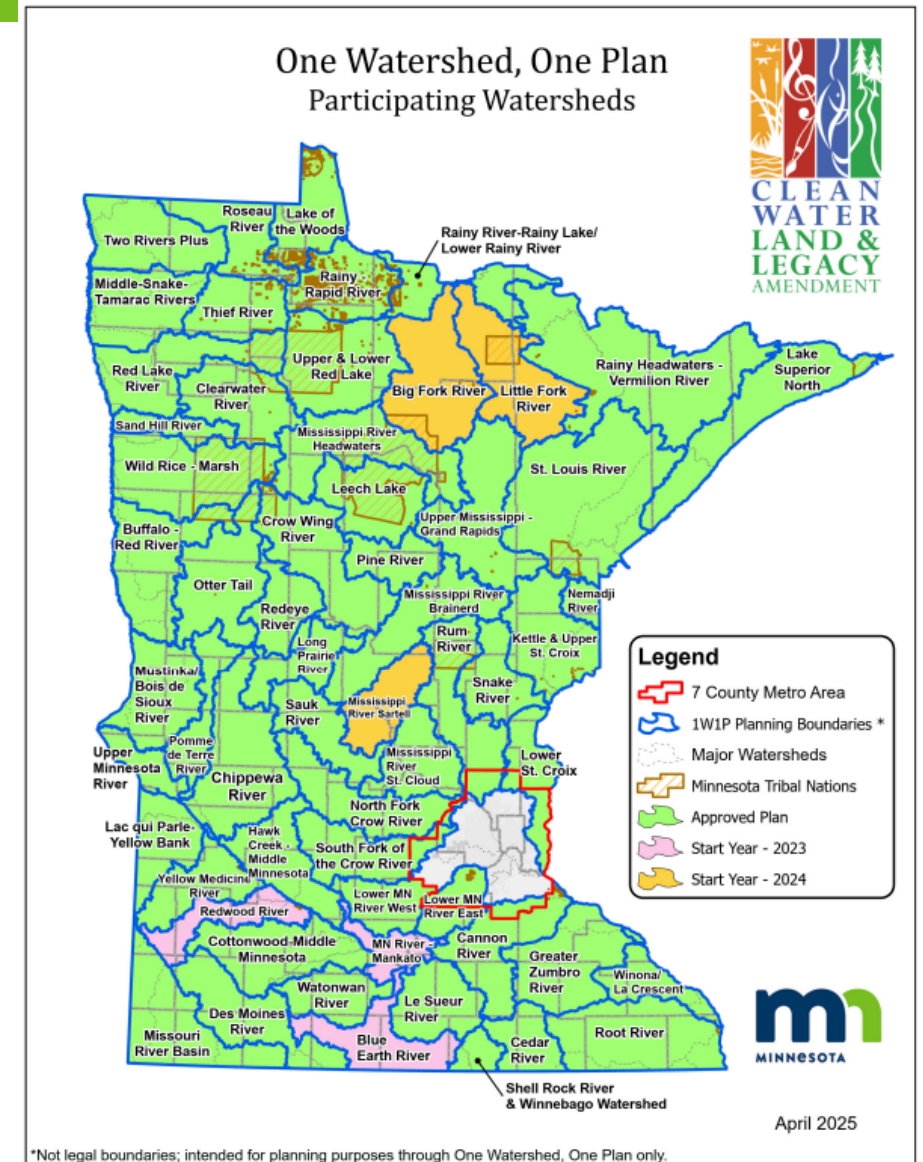 One Watershed, One Plan
Participating Watersheds
CLEAN
WATER
LAND &
LEGACY
AMENDMENT
Roseau
River
Lake of
the Woods
Two Rivers Plus
Rainy River-Rainy Lake/
Lower Rainy River
Rainy -
Rapid River
Middle-Snake-
Tamarac Rivers
Thief River
Upper & Lower
Red Lake
Red Lake
River
Clearwater
River
Big Fork River
Little Fork
River
Rainy Headwaters -
Vermilion River
Lake
Superior
North
Sand Hill River
Mississippi River
Headwaters
Wild Rice - Marsh
Leech Lake
St. Louis River
Buffalo -
Red River
Crow Wing
River
Upper Mississippi -
Grand Rapids
Pine River
Otter Tail
Redeye
River
Mississippi River
Brainerd
Nemadji
River
Long
Prairie
River
Rum
River
Kettle & Upper
St. Croix
Mustinka/
Bois de
Sioux
River
Sauk
River
Mississippi
River Sartell
Snake
River
Upper
Minnesota
River
Pomme
de Terre
River
Chippewa
River
Mississippi
River
St. Cloud
Lower
St. Croix
North Fork
Crow River
Lac qui Parle-
Yellow Bank
Hawk
Creek -
Middle
Minnesota
South Fork of
the Crow River
Yellow Medicine
River
Redwood River
Lower MN
River West
Lower MN
River East
Cottonwood-Middle
Minnesota
MN River -
Mankato
Cannon
River
Greater
Zumbro
River
Winona/
La Crescent
Watonwan
River
Le Sueur
River
Des Moines
River
Missouri
River Basin
Blue
Earth River
Cedar
River
Root River
Shell Rock River
& Winnebago Watershed
Legend
7 County Metro Area
1W1P Planning Boundaries *
Major Watersheds
Minnesota Tribal Nations
Approved Plan
Start Year - 2023
Start Year - 2024
mn
MINNESOTA
April 2025
*Not legal boundaries; intended for planning purposes through One Watershed, One Plan only.